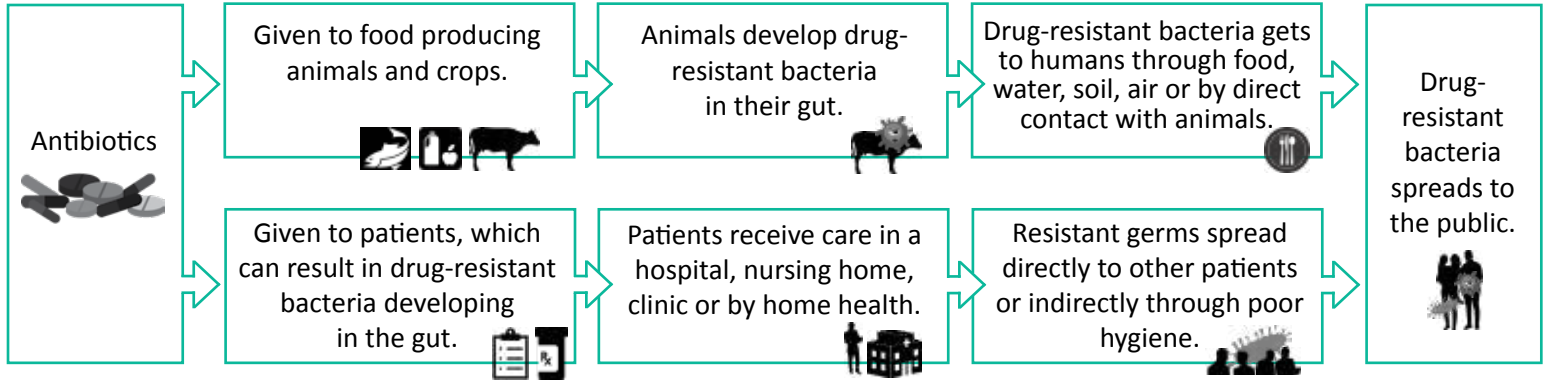 Antibiotics
Given to food producing
animals and crops.
Animals develop drug-
resistant bacteria
in their gut.
Drug-resistant bacteria gets
to humans through food,
water, soil, air or by direct
contact with animals.
Given to patients, which
can result in drug-resistant
bacteria developing
in the gut.
Rx
Patients receive care in a
hospital, nursing home,
clinic or by home health.
Resistant germs spread
directly to other patients
or indirectly through poor
hygiene.
Drug-
resistant
bacteria
spreads to
the public.